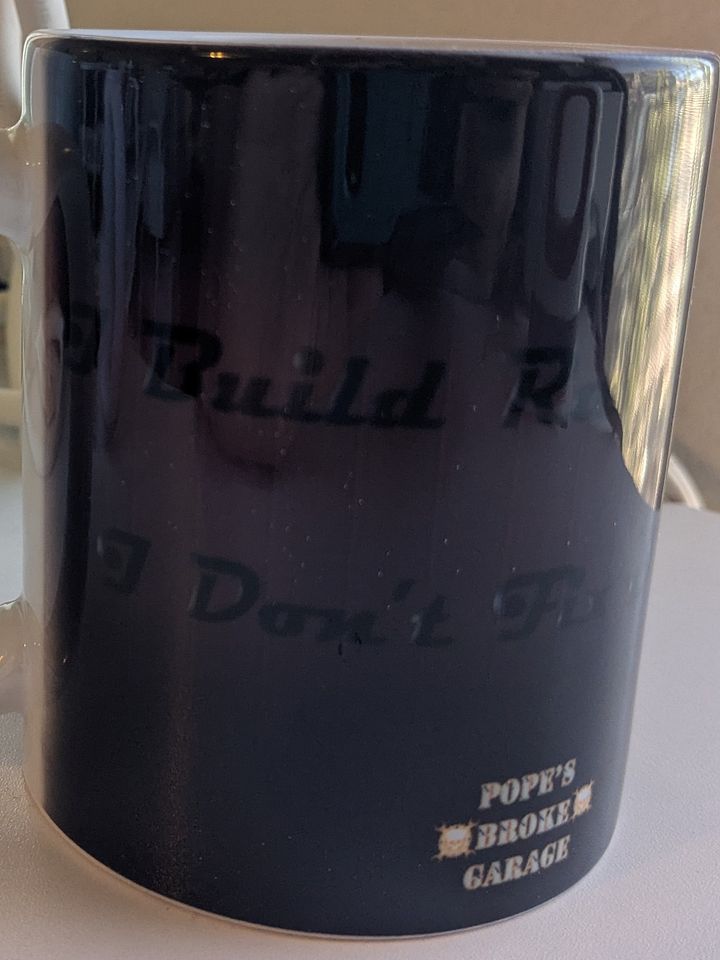 I Build
I Don't
POPE'S
BROKE
GARAGE